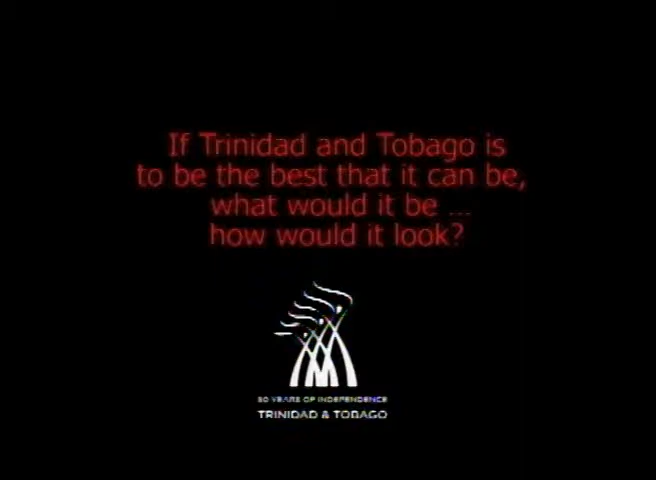 If Trinidad and Tobago is
to be the best that it can be,
what would it be ...
how would it look?
50 YEARS OF INDEPENDENCE
TRINIDAD & TOBAGO